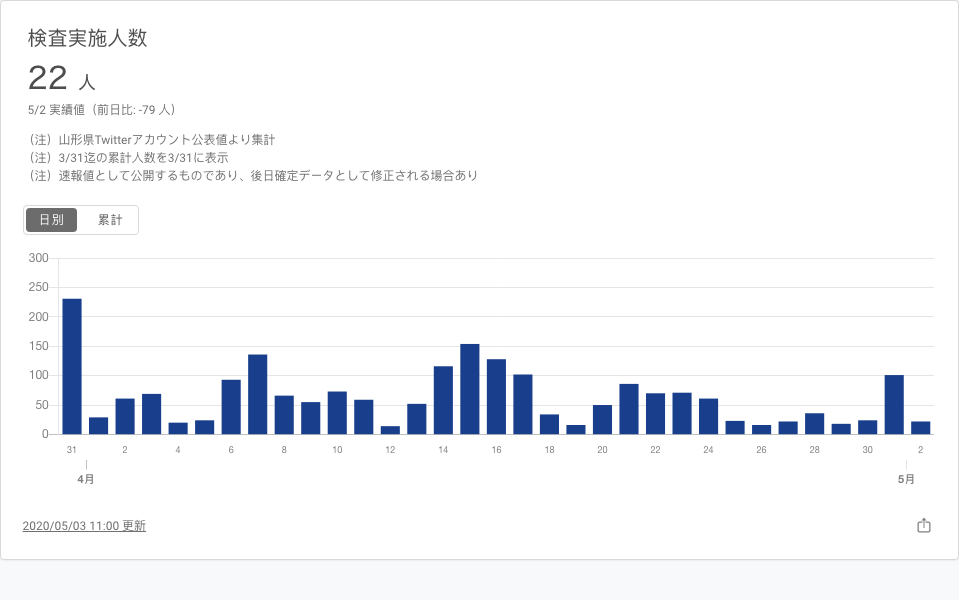 検査実施人数
22 人
5/2 実績値（前日比: -79 人）
（注）山形県Twitterアカウント公表値より集計
（注）3/31迄の累計人数を3/31に表示
（注）速報値として公開するものであり、後日確定データとして修正される場合あり
日別 累計
300
250
200
150
100
50
0
31 2 4 6 8 10 12 14 16 18 20 22 24 26 28 30 2
4月 5月
2020/05/03 11:00 更新